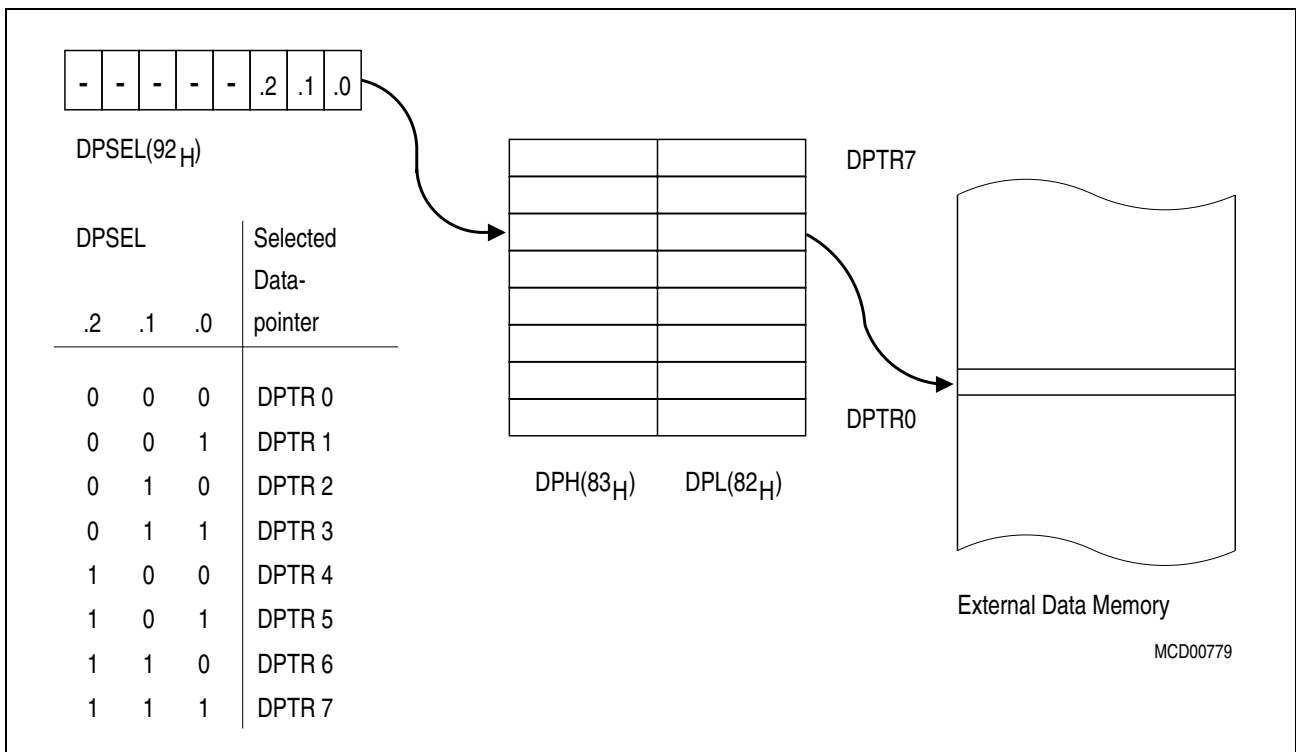 - - - - - .2 .1 .0
DPSEL(92H)
DPSEL
Selected
Data-
.2 .1 .0 pointer
0 0 0 DPTR 0
0 0 1 DPTR 1
0 1 0 DPTR 2
0 1 1 DPTR 3
1 0 0 DPTR 4
1 0 1 DPTR 5
1 1 0 DPTR 6
1 1 1 DPTR 7
DPTR7
DPTR0
DPH(83H) DPL(82H)
External Data Memory
MCD00779